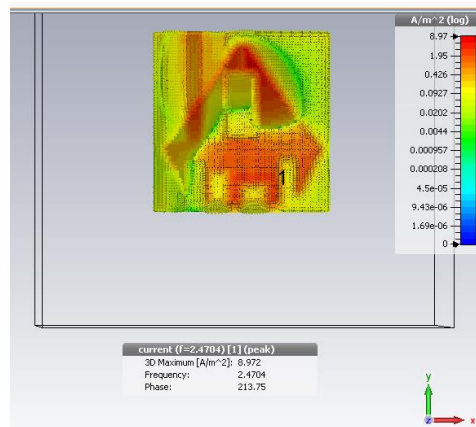 A/m^2 (log)
8.97
1.95
0.426
0.0927
0.0202
0.0044
0.000957
0.000208
4.5e-05
9.43e-06
1.69e-06
0
1
current (f=2.4704) [1] (peak)
3D Maximum [A/m^2]: 8.972
Frequency: 2.4704
Phase: 213.75
y
z
x